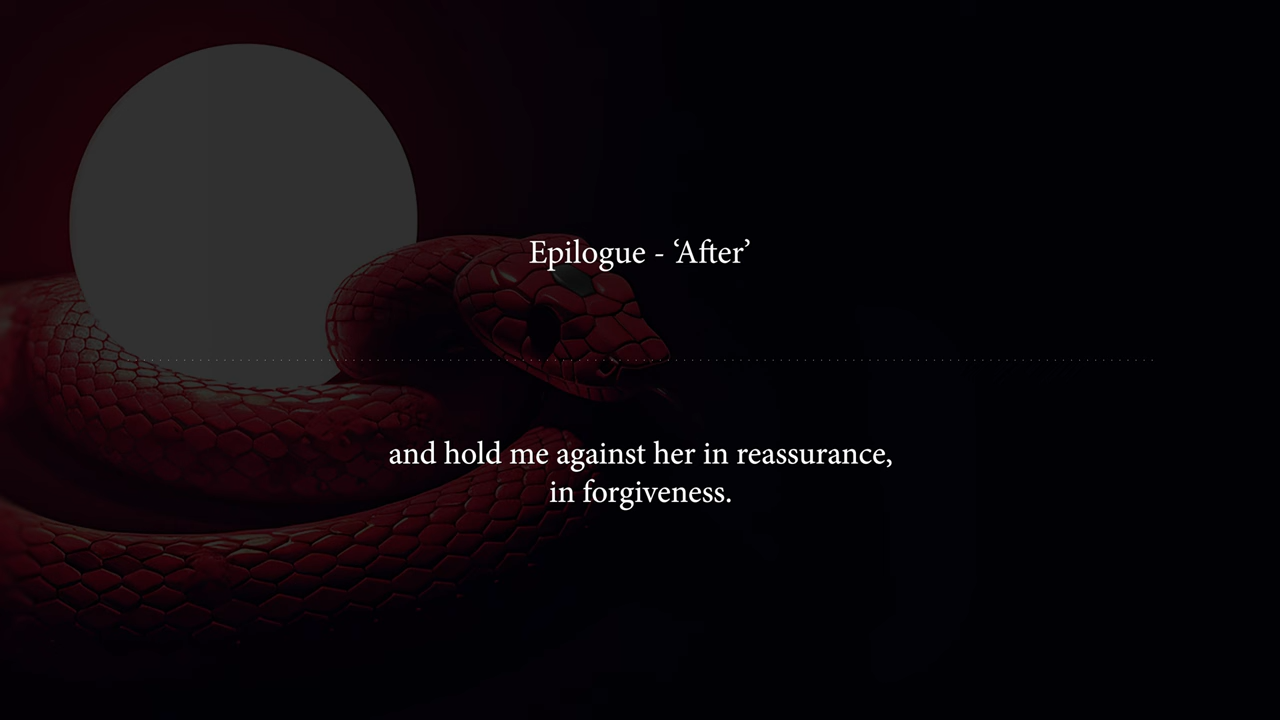 Epilogue - ‘After’
and hold me against her in reassurance,
in forgiveness.